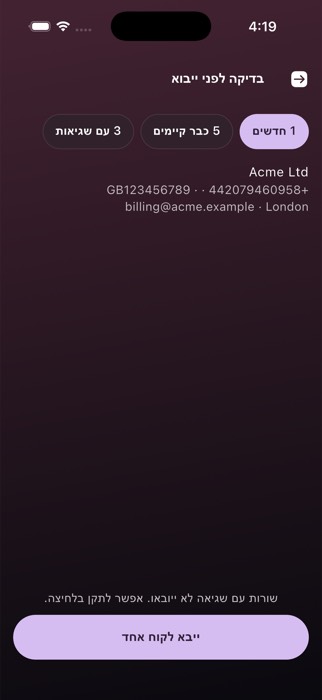 4:19
בדיקה לפני ייבוא
1 חדשים
5 כבר קיימים
3 עם שגיאות
Acme Ltd
GB123456789 · · 442079460958+
billing@acme.example · London
שורות עם שגיאה לא ייובאו. אפשר לתקן בלחיצה.
ייבא לקוח אחד